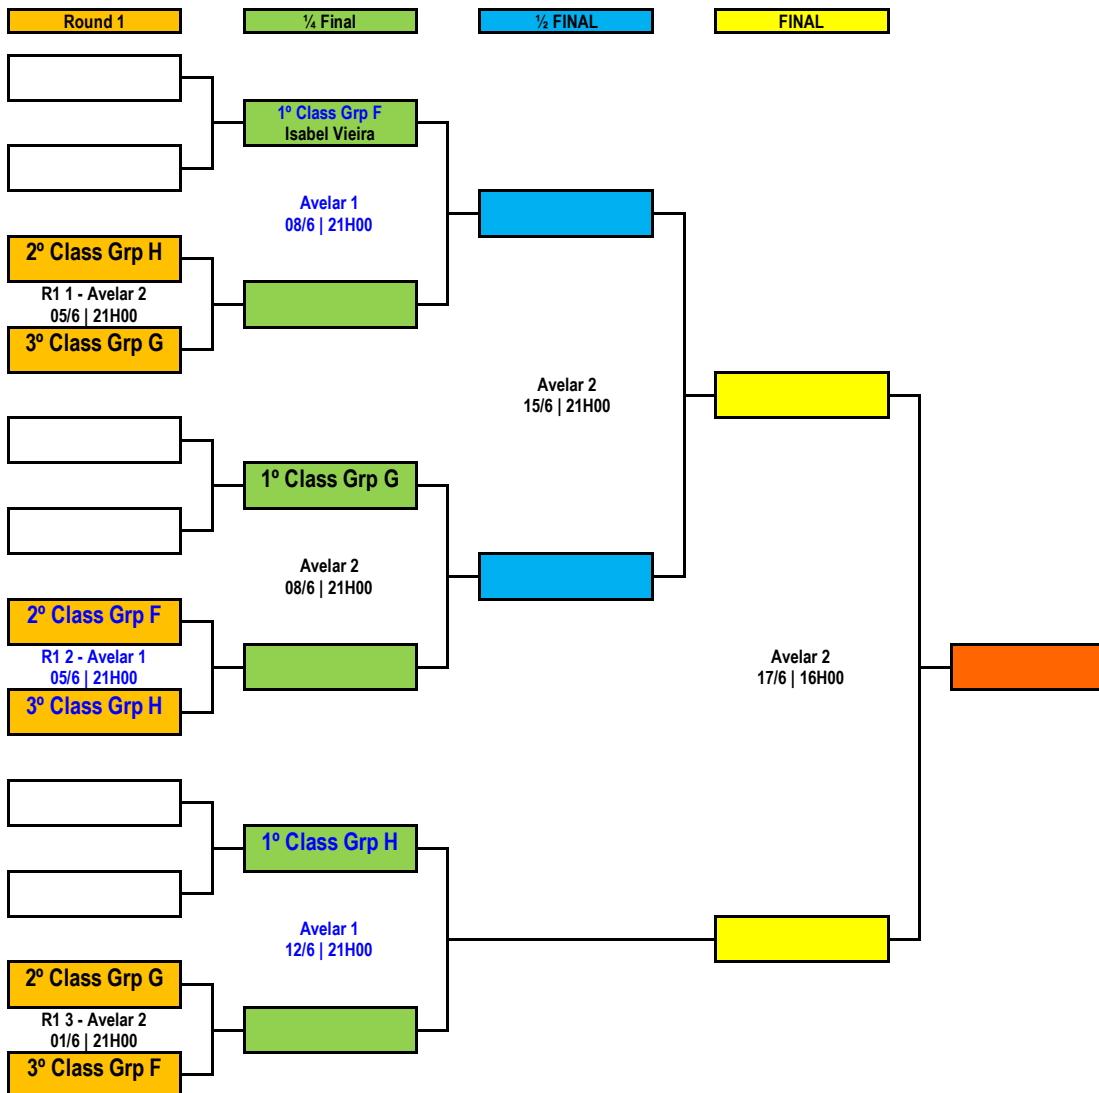 Round 1
¼ Final
½ FINAL
FINAL
1º Class Grp F
Isabel Vieira
Avelar 1
08/6 | 21H00
2º Class Grp H
R1 1 - Avelar 2
05/6 | 21H00
3º Class Grp G
Avelar 2
15/6 | 21H00
1º Class Grp G
Avelar 2
08/6 | 21H00
2º Class Grp F
R1 2 - Avelar 1
05/6 | 21H00
3º Class Grp H
Avelar 2
17/6 | 16H00
1º Class Grp H
Avelar 1
12/6 | 21H00
2º Class Grp G
R1 3 - Avelar 2
01/6 | 21H00
3º Class Grp F